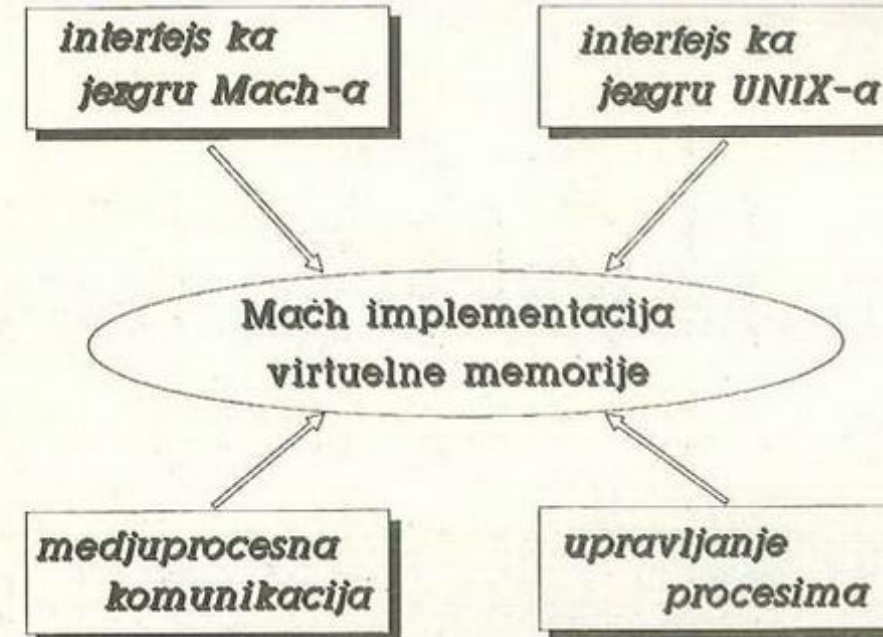 interfejs ka
jezgru Mach-a
interfejs ka
jezgru UNIX-a
Mach implementacija
virtuelne memorije
medjuprocesna
komunikacija
upravljanje
procesima